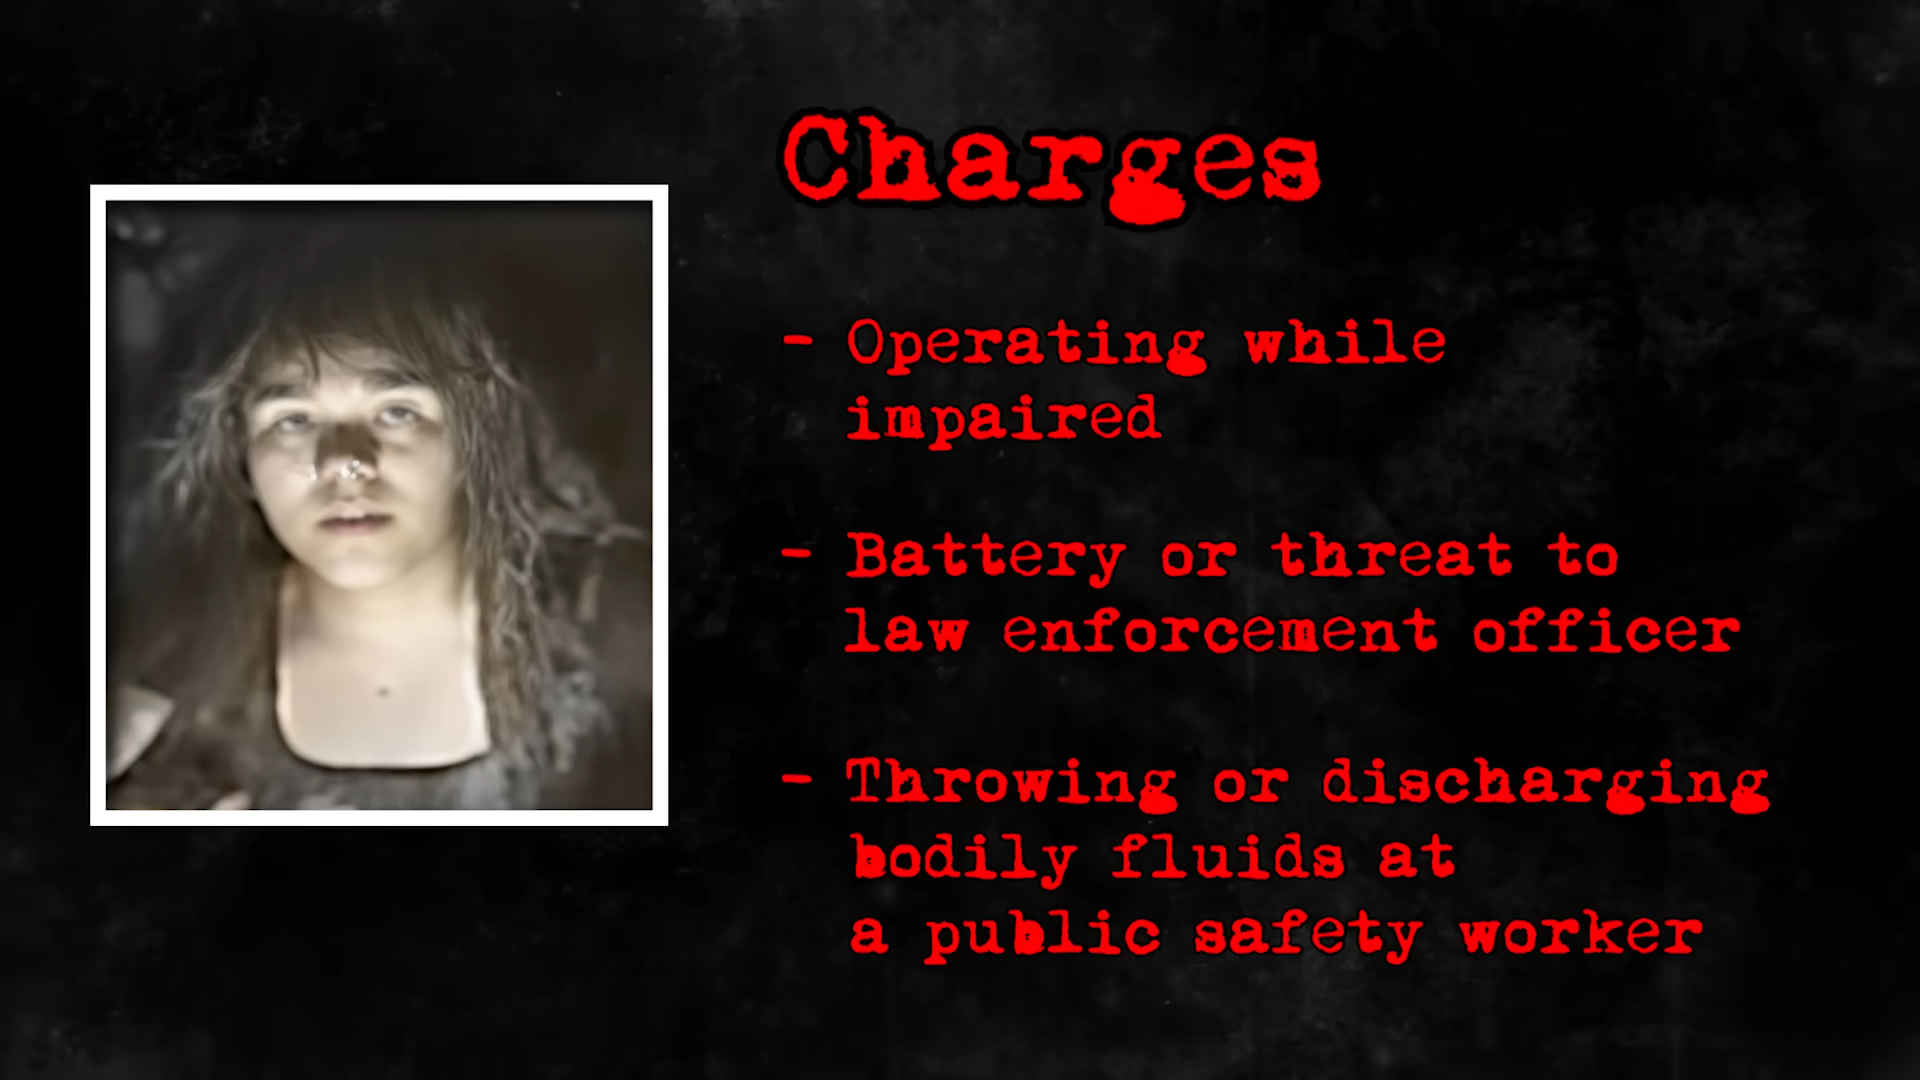 Charges
- Operating while
impaired
- Battery or threat to
law enforcement officer
- Throwing or discharging
bodily fluids at
a public safety worker